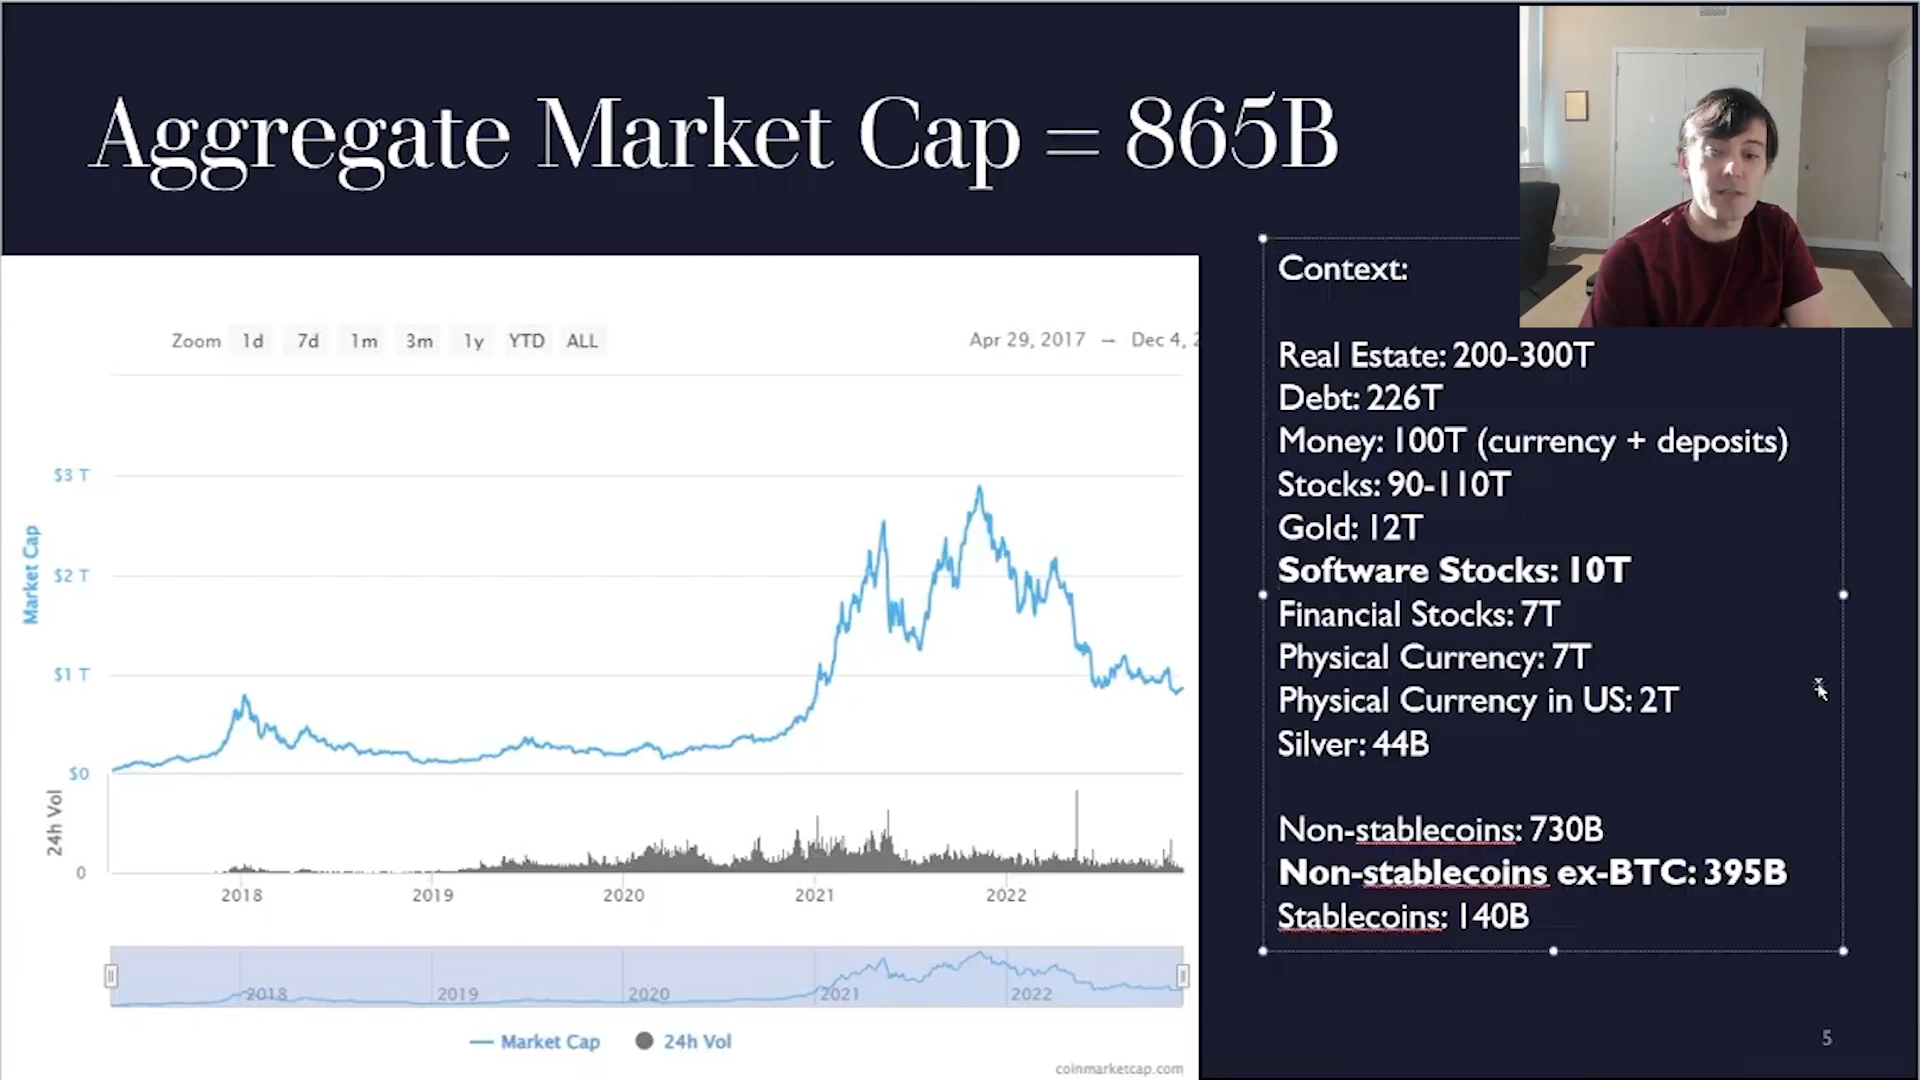 Aggregate Market Cap = 865B
Zoom 1d 7d 1m 3m 1y YTD ALL
Apr 29, 2017 → Dec 4, 2
$3 T
$2 T
$1 T
$0
Market Cap
24h Vol
0
2018 2019 2020 2021 2022
2018 2019 2020 2021 2022
Market Cap 24h Vol
coinmarketcap.com
Context:
Real Estate: 200-300T
Debt: 226T
Money: 100T (currency + deposits)
Stocks: 90-110T
Gold: 12T
Software Stocks: 10T
Financial Stocks: 7T
Physical Currency: 7T
Physical Currency in US: 2T
Silver: 44B
Non-stablecoins: 730B
Non-stablecoins ex-BTC: 395B
Stablecoins: 140B
5